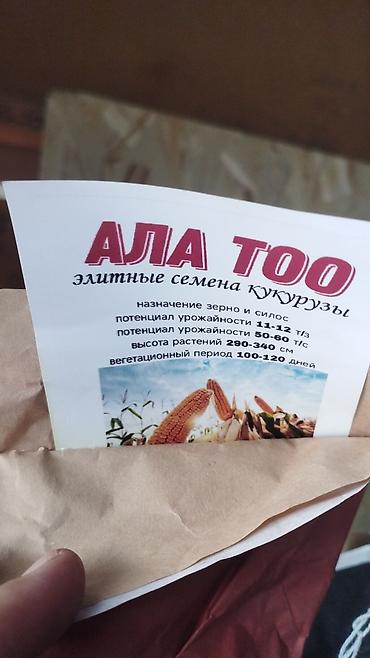 АЛА ТОО
элитные семена кукурузы
назначение зерно и силос
потенциал урожайности 11-12 т/з
потенциал урожайности 50-60 т/с
высота растений 290-340 см
вегетационный период 100-120 дней